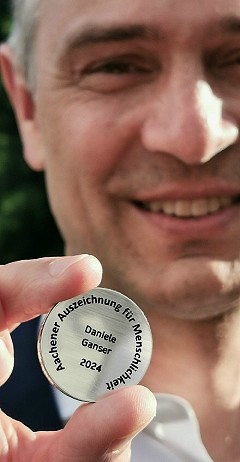 Aachener Auszeichnung für Menschlichkeit
Daniele
Ganser
2024